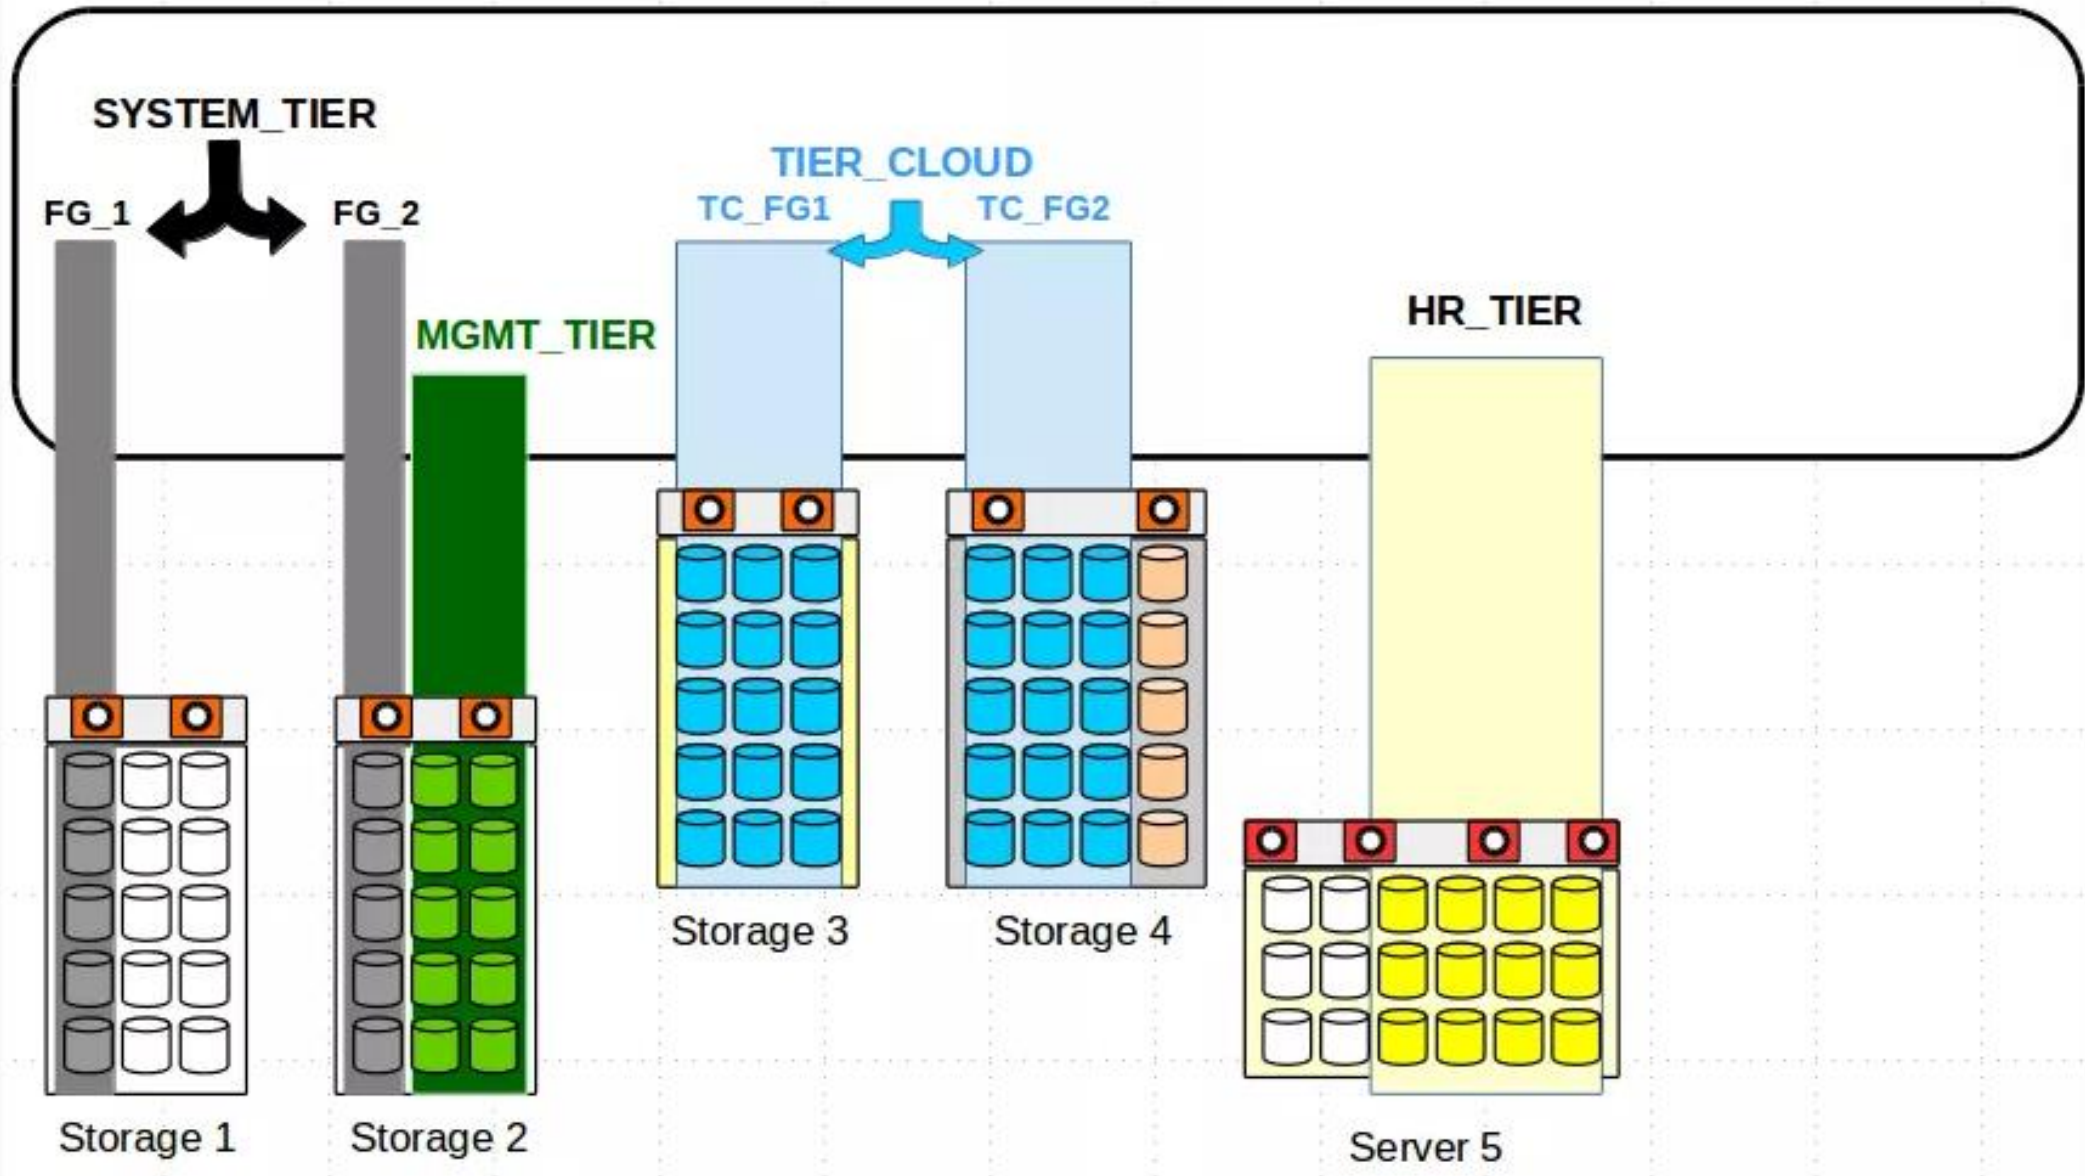 SYSTEM_TIER
FG_1
FG_2
MGMT_TIER
TIER_CLOUD
TC_FG1
TC_FG2
HR_TIER
Storage 1
Storage 2
Storage 3
Storage 4
Server 5